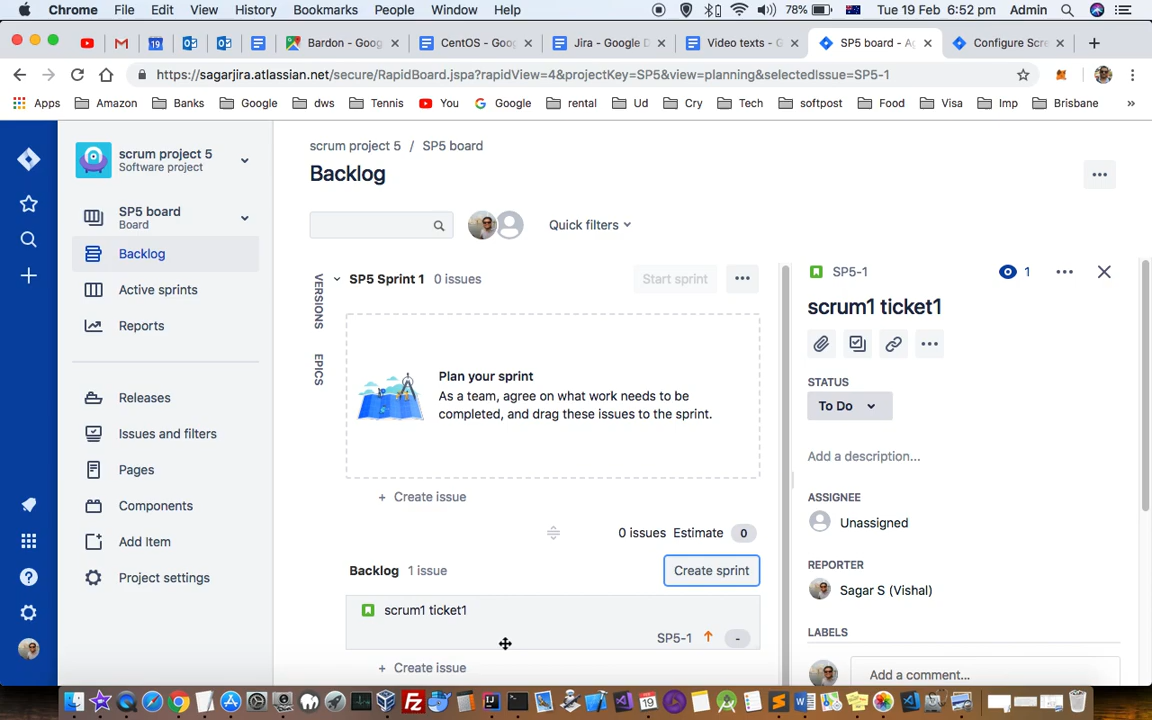 Chrome File Edit View History Bookmarks People Window Help 78% Tue 19 Feb 6:52 pm Admin
Bardon - Goog CentOS - Goog Jira - Google D Video texts - G SP5 board - Ag Configure Scre
https://sagarjira.atlassian.net/secure/RapidBoard.jspa?rapidView=4&projectKey=SP5&view=planning&selectedIssue=SP5-1
Apps Amazon Banks Google dws Tennis You Google rental Ud Cry Tech softpost Food Visa Imp Brisbane »
scrum project 5
Software project
SP5 board
Board
Backlog
Active sprints
Reports
Releases
Issues and filters
Pages
Components
Add Item
Project settings
scrum project 5 / SP5 board
Backlog
Quick filters
VERSIONS
EPICS
SP5 Sprint 1 0 issues Start sprint
Plan your sprint
As a team, agree on what work needs to be
completed, and drag these issues to the sprint.
+ Create issue
0 issues Estimate 0
Backlog 1 issue Create sprint
scrum1 ticket1
SP5-1 -
+ Create issue
SP5-1 1
scrum1 ticket1
STATUS
To Do
Add a description...
ASSIGNEE
Unassigned
REPORTER
Sagar S (Vishal)
LABELS
Add a comment...